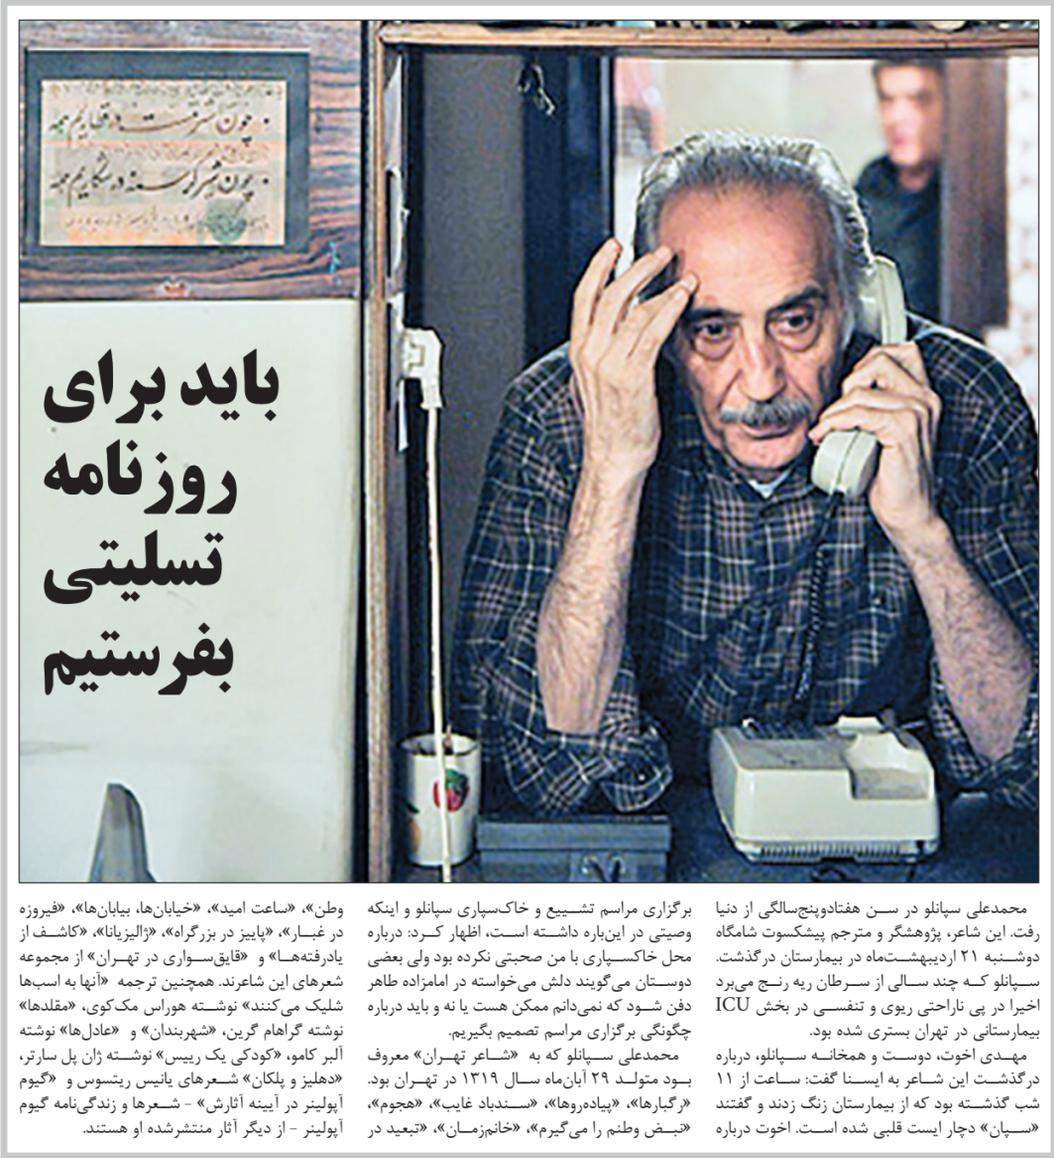 باید برای
روزنامه
تسلیتی
بفرستیم
محمدعلی سپانلو در سن هفتادوپنج‌سالگی از دنیا
رفت. این شاعر، پژوهشگر و مترجم پیشکسوت شامگاه
دوشنبه ۲۱ اردیبهشت‌ماه در بیمارستان درگذشت.
سپانلو که چند سالی از سرطان ریه رنج می‌برد
اخیرا در پی ناراحتی ریوی و تنفسی در بخش ICU
بیمارستانی در تهران بستری شده بود.
مهدی اخوت، دوست و همخانه سپانلو، درباره
درگذشت این شاعر به ایسنا گفت: ساعت از ۱۱
شب گذشته بود که از بیمارستان زنگ زدند و گفتند
«سپان» دچار ایست قلبی شده است. اخوت درباره
برگزاری مراسم تشییع و خاک‌سپاری سپانلو و اینکه
وصیتی در این‌باره داشته است، اظهار کرد: درباره
محل خاکسپاری با من صحبتی نکرده بود ولی بعضی
دوستان می‌گویند دلش می‌خواسته در امامزاده طاهر
دفن شود که نمی‌دانم ممکن هست یا نه و باید درباره
چگونگی برگزاری مراسم تصمیم بگیریم.
محمدعلی سپانلو که به «شاعر تهران» معروف
بود متولد ۲۹ آبان‌ماه سال ۱۳۱۹ در تهران بود.
«رگبارها»، «پیاده‌روها»، «سندباد غایب»، «هجوم»،
«نبض وطنم را می‌گیرم»، «خانم‌زمان»، «تبعید در
وطن»، «ساعت امید»، «خیابان‌ها، بیابان‌ها»، «فیروزه
در غبار»، «پاییز در بزرگراه»، «ژالیزیانا»، «کاشف از
یادرفته‌ها» و «قایق‌سواری در تهران» از مجموعه
شعرهای این شاعرند. همچنین ترجمه «آنها به اسب‌ها
شلیک می‌کنند» نوشته هوراس مک‌کوی، «مقلدها»
نوشته گراهام گرین، «شهربندان» و «عادل‌ها» نوشته
آلبر کامو، «کودکی یک رییس» نوشته ژان پل سارتر،
«دهلیز و پلکان» شعرهای یانیس ریتسوس و «گیوم
آپولینر در آیینه آثارش» - شعرها و زندگی‌نامه گیوم
آپولینر - از دیگر آثار منتشرشده او هستند.